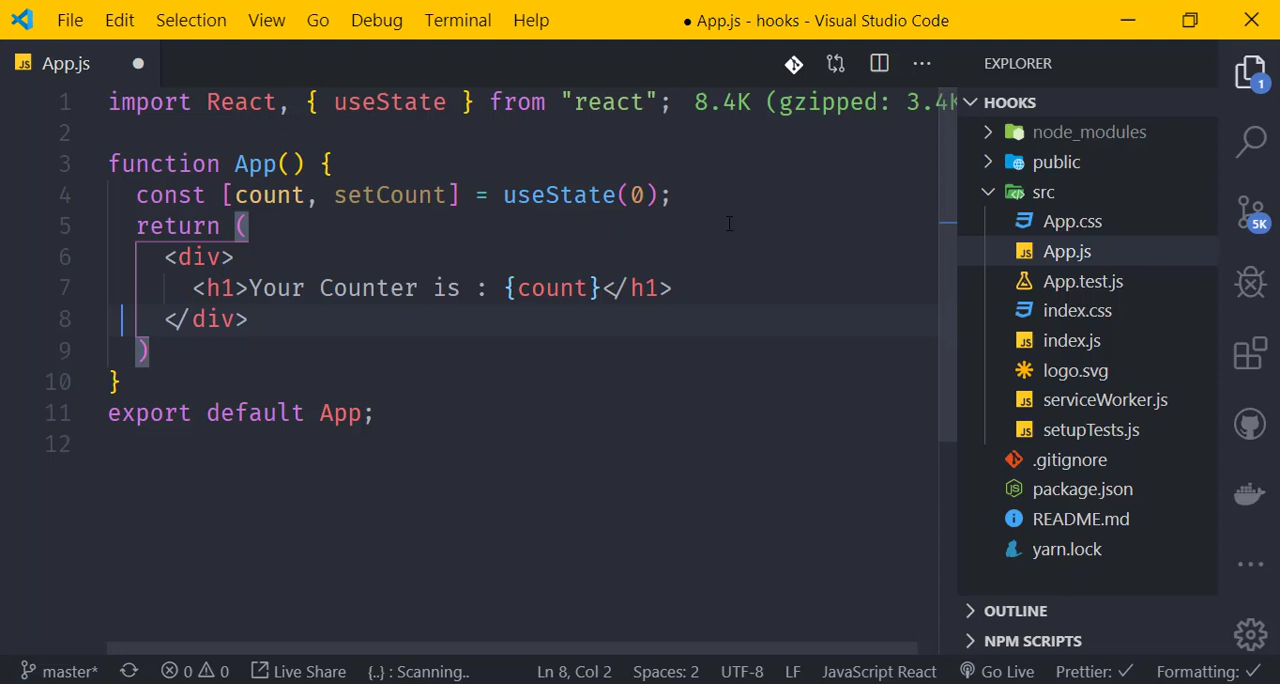 File Edit Selection View Go Debug Terminal Help ● App.js - hooks - Visual Studio Code
JS App.js ●
EXPLORER
1 import React, { useState } from "react"; 8.4K (gzipped: 3.4K
2
3 function App() {
4 const [count, setCount] = useState(0);
5 return (
6 <div>
7 <h1>Your Counter is : {count}</h1>
8 </div>
9 )
10 }
11 export default App;
12
HOOKS
node_modules
public
src
App.css
JS App.js
App.test.js
index.css
JS index.js
logo.svg
JS serviceWorker.js
JS setupTests.js
.gitignore
package.json
README.md
yarn.lock
OUTLINE
NPM SCRIPTS
1
5K
master* 0 0 Live Share {..} : Scanning.. Ln 8, Col 2 Spaces: 2 UTF-8 LF JavaScript React Go Live Prettier: ✓ Formatting: ✓